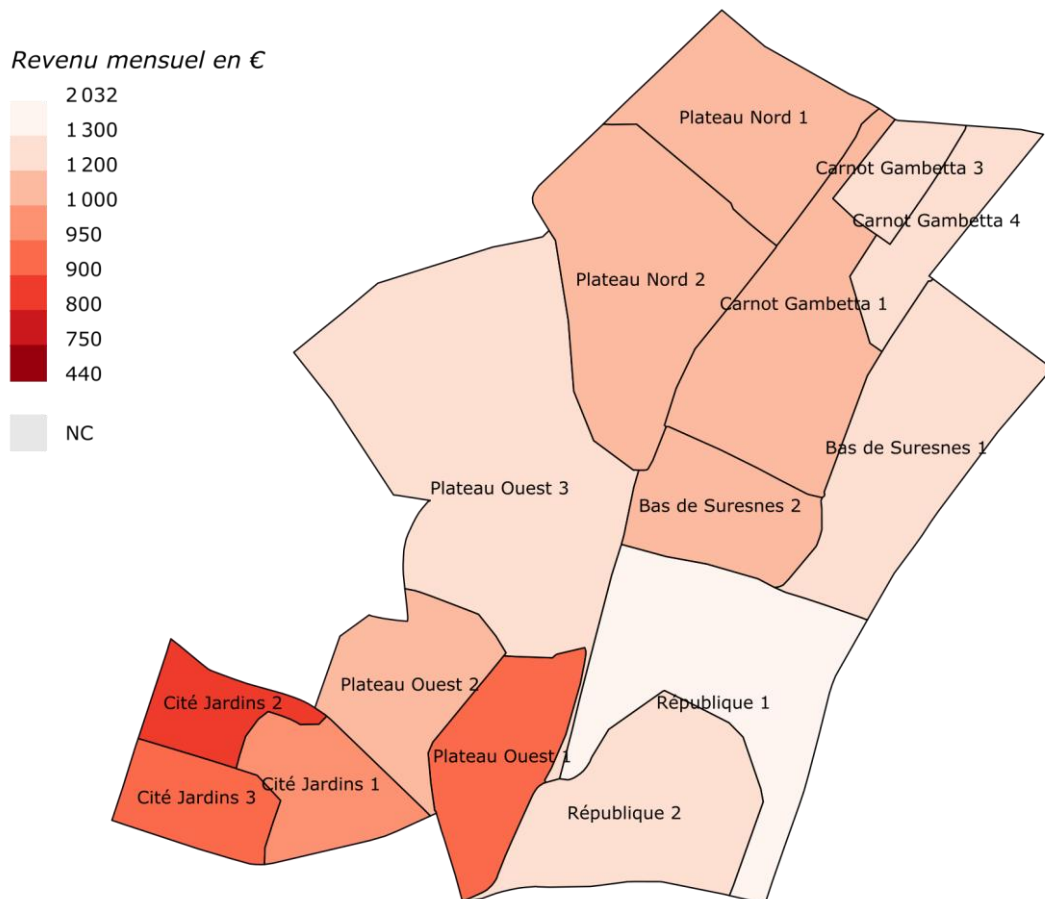 Revenu mensuel en €
2 032
1 300
1 200
1 000
950
900
800
750
440
NC
Plateau Nord 1
Carnot Gambetta 3
Carnot Gambetta 4
Plateau Nord 2
Carnot Gambetta 1
Bas de Suresnes 1
Plateau Ouest 3
Bas de Suresnes 2
Plateau Ouest 2
Cité Jardins 2
République 1
Plateau Ouest 1
Cité Jardins 1
Cité Jardins 3
République 2